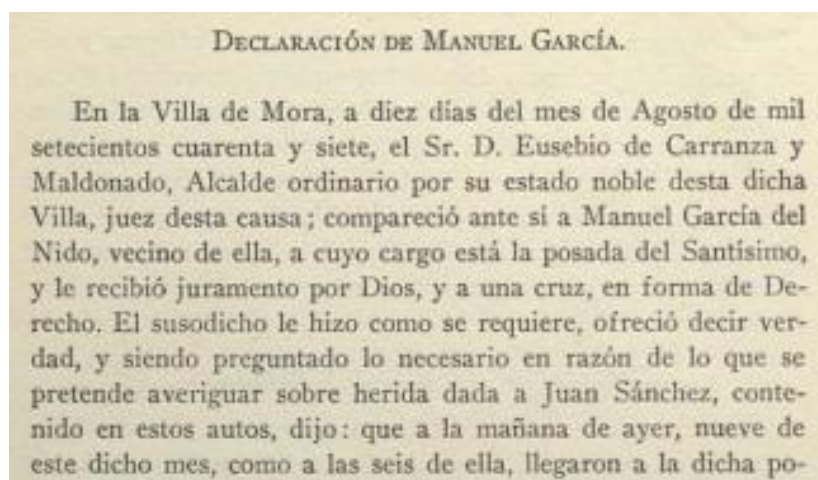 Declaración de Manuel García.
En la Villa de Mora, a diez días del mes de Agosto de mil
setecientos cuarenta y siete, el Sr. D. Eusebio de Carranza y
Maldonado, Alcalde ordinario por su estado noble desta dicha
Villa, juez desta causa; compareció ante sí a Manuel García del
Nido, vecino de ella, a cuyo cargo está la posada del Santísimo,
y le recibió juramento por Dios, y a una cruz, en forma de De-
recho. El susodicho le hizo como se requiere, ofreció decir ver-
dad, y siendo preguntado lo necesario en razón de lo que se
pretende averiguar sobre herida dada a Juan Sánchez, conte-
nido en estos autos, dijo: que a la mañana de ayer, nueve de
este dicho mes, como a las seis de ella, llegaron a la dicha po-